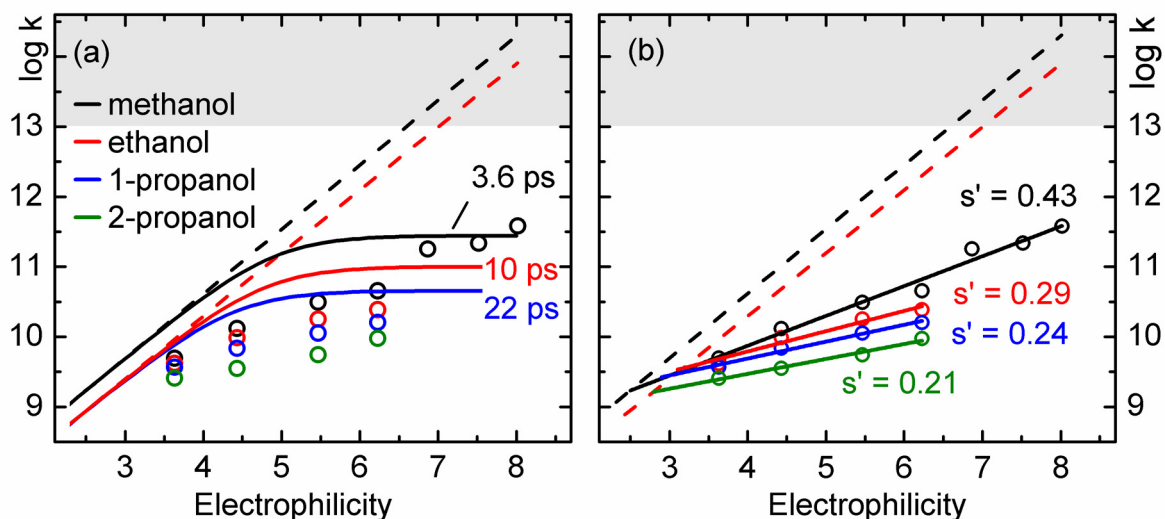 (a)
log k
methanol
ethanol
1-propanol
2-propanol
3.6 ps
10 ps
22 ps
13
12
11
10
9
3 4 5 6 7 8
Electrophilicity
(b)
log k
s' = 0.43
s' = 0.29
s' = 0.24
s' = 0.21
13
12
11
10
9
3 4 5 6 7 8
Electrophilicity